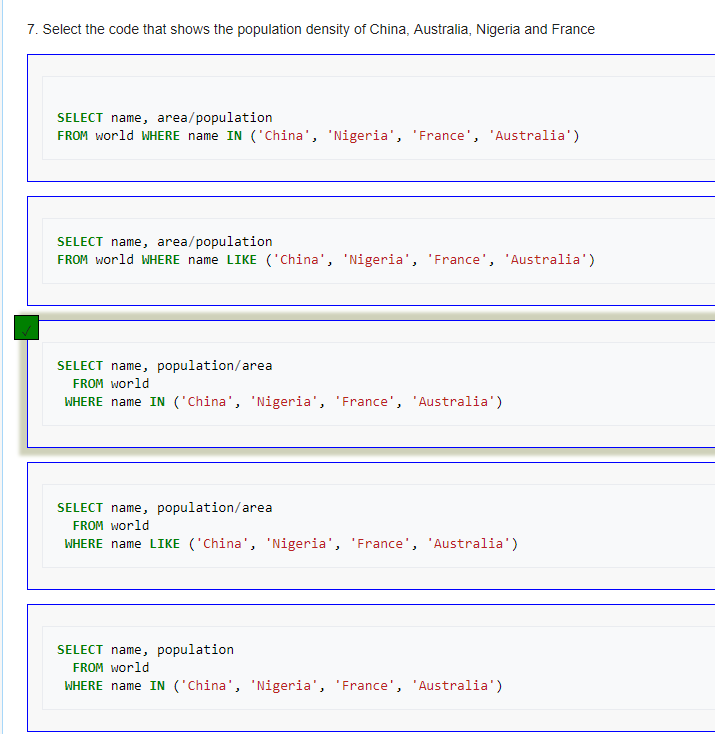 7. Select the code that shows the population density of China, Australia, Nigeria and France
SELECT name, area/population
FROM world WHERE name IN ('China', 'Nigeria', 'France', 'Australia')
SELECT name, area/population
FROM world WHERE name LIKE ('China', 'Nigeria', 'France', 'Australia')
✓
SELECT name, population/area
FROM world
WHERE name IN ('China', 'Nigeria', 'France', 'Australia')
SELECT name, population/area
FROM world
WHERE name LIKE ('China', 'Nigeria', 'France', 'Australia')
SELECT name, population
FROM world
WHERE name IN ('China', 'Nigeria', 'France', 'Australia')